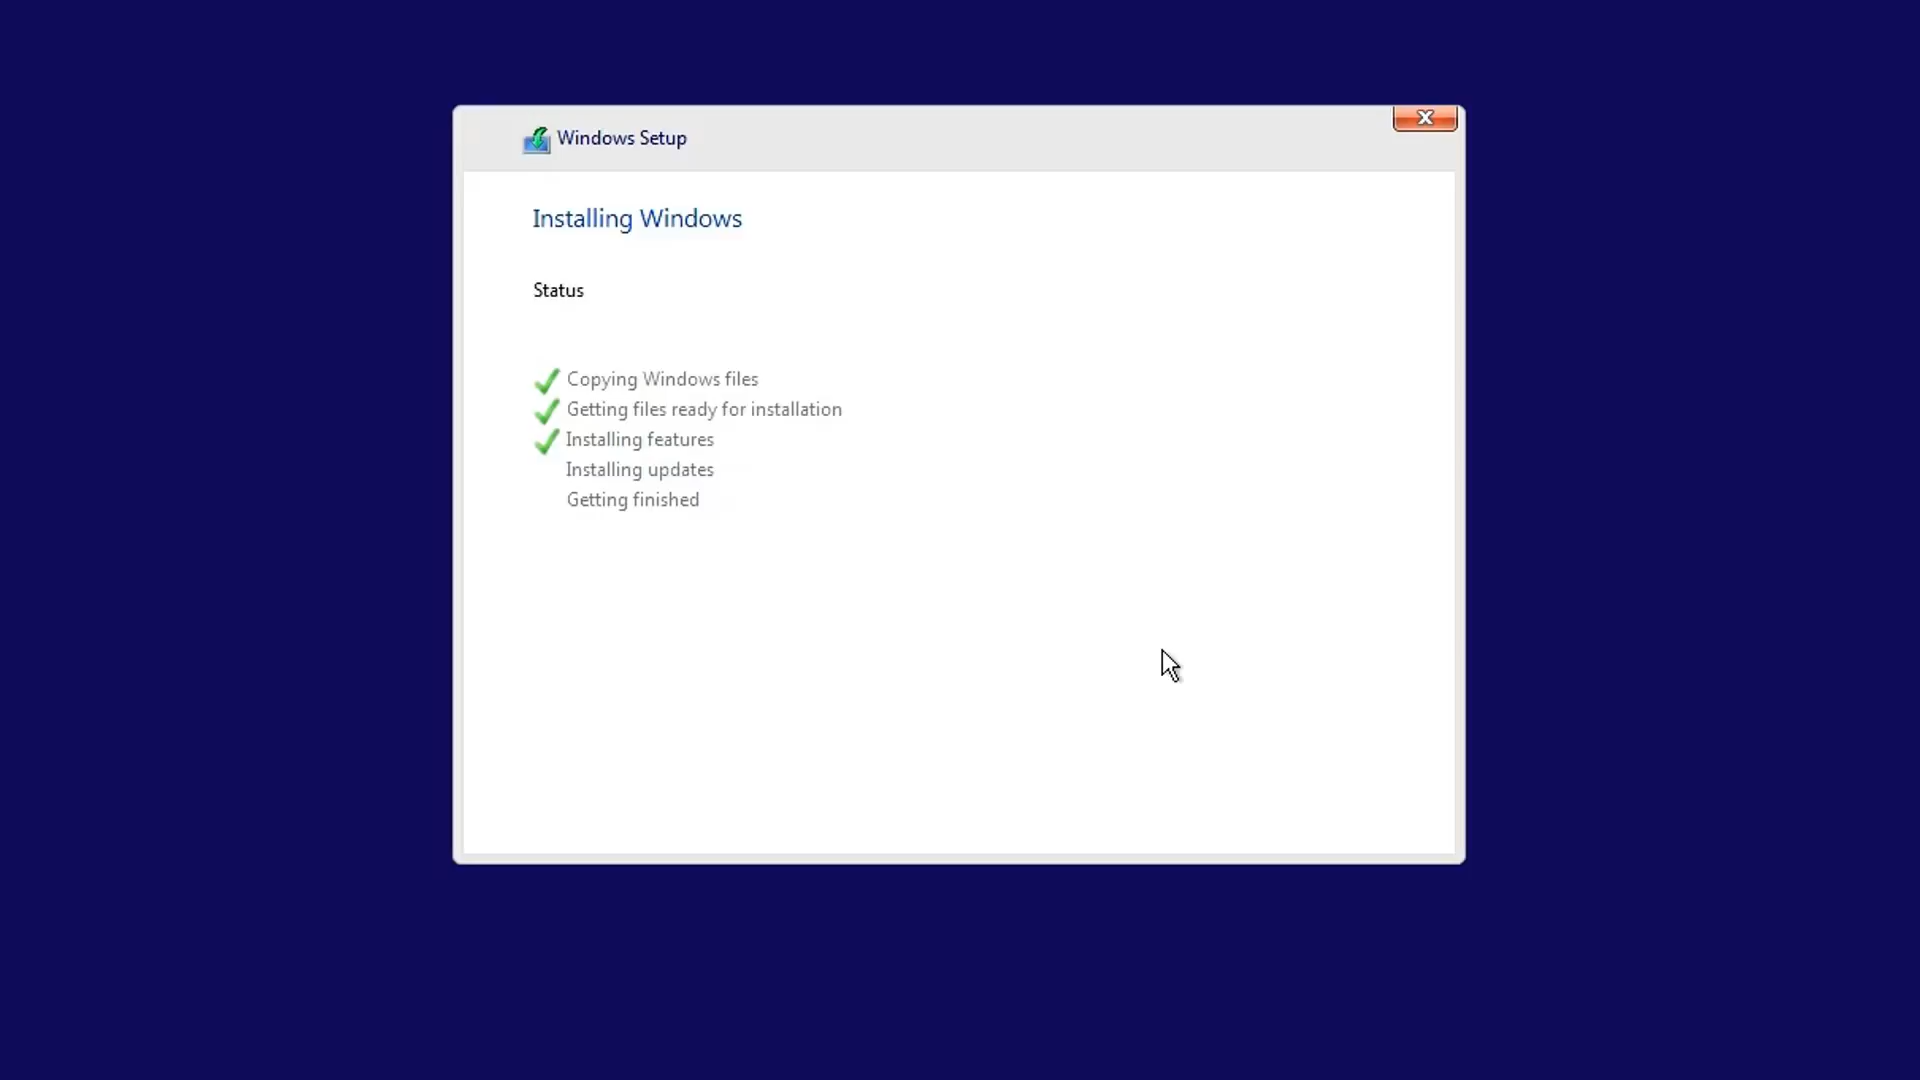 Windows Setup
Installing Windows
Status
Copying Windows files
Getting files ready for installation
Installing features
Installing updates
Getting finished